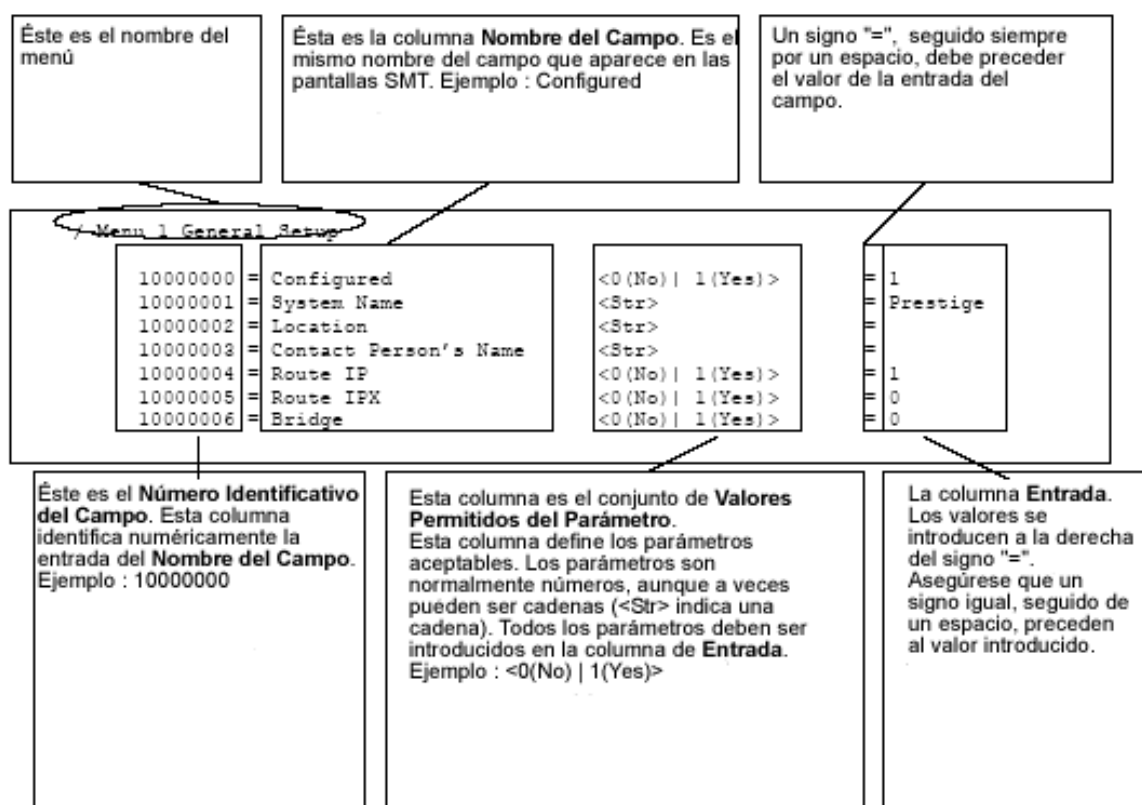 Éste es el nombre del
menú
Ésta es la columna Nombre del Campo. Es el
mismo nombre del campo que aparece en las
pantallas SMT. Ejemplo : Configured
Un signo "=", seguido siempre
por un espacio, debe preceder
el valor de la entrada del
campo.
/ Menu 1 General Setup
10000000 = Configured <0(No)| 1(Yes)> = 1
10000001 = System Name <Str> = Prestige
10000002 = Location <Str> =
10000003 = Contact Person's Name <Str> =
10000004 = Route IP <0(No)| 1(Yes)> = 1
10000005 = Route IPX <0(No)| 1(Yes)> = 0
10000006 = Bridge <0(No)| 1(Yes)> = 0
Éste es el Número Identificativo
del Campo. Esta columna
identifica numéricamente la
entrada del Nombre del Campo.
Ejemplo : 10000000
Esta columna es el conjunto de Valores
Permitidos del Parámetro.
Esta columna define los parámetros
aceptables. Los parámetros son
normalmente números, aunque a veces
pueden ser cadenas (<Str> indica una
cadena). Todos los parámetros deben ser
introducidos en la columna de Entrada.
Ejemplo : <0(No) | 1(Yes)>
La columna Entrada.
Los valores se
introducen a la derecha
del signo "=".
Asegúrese que un
signo igual, seguido de
un espacio, preceden
al valor introducido.